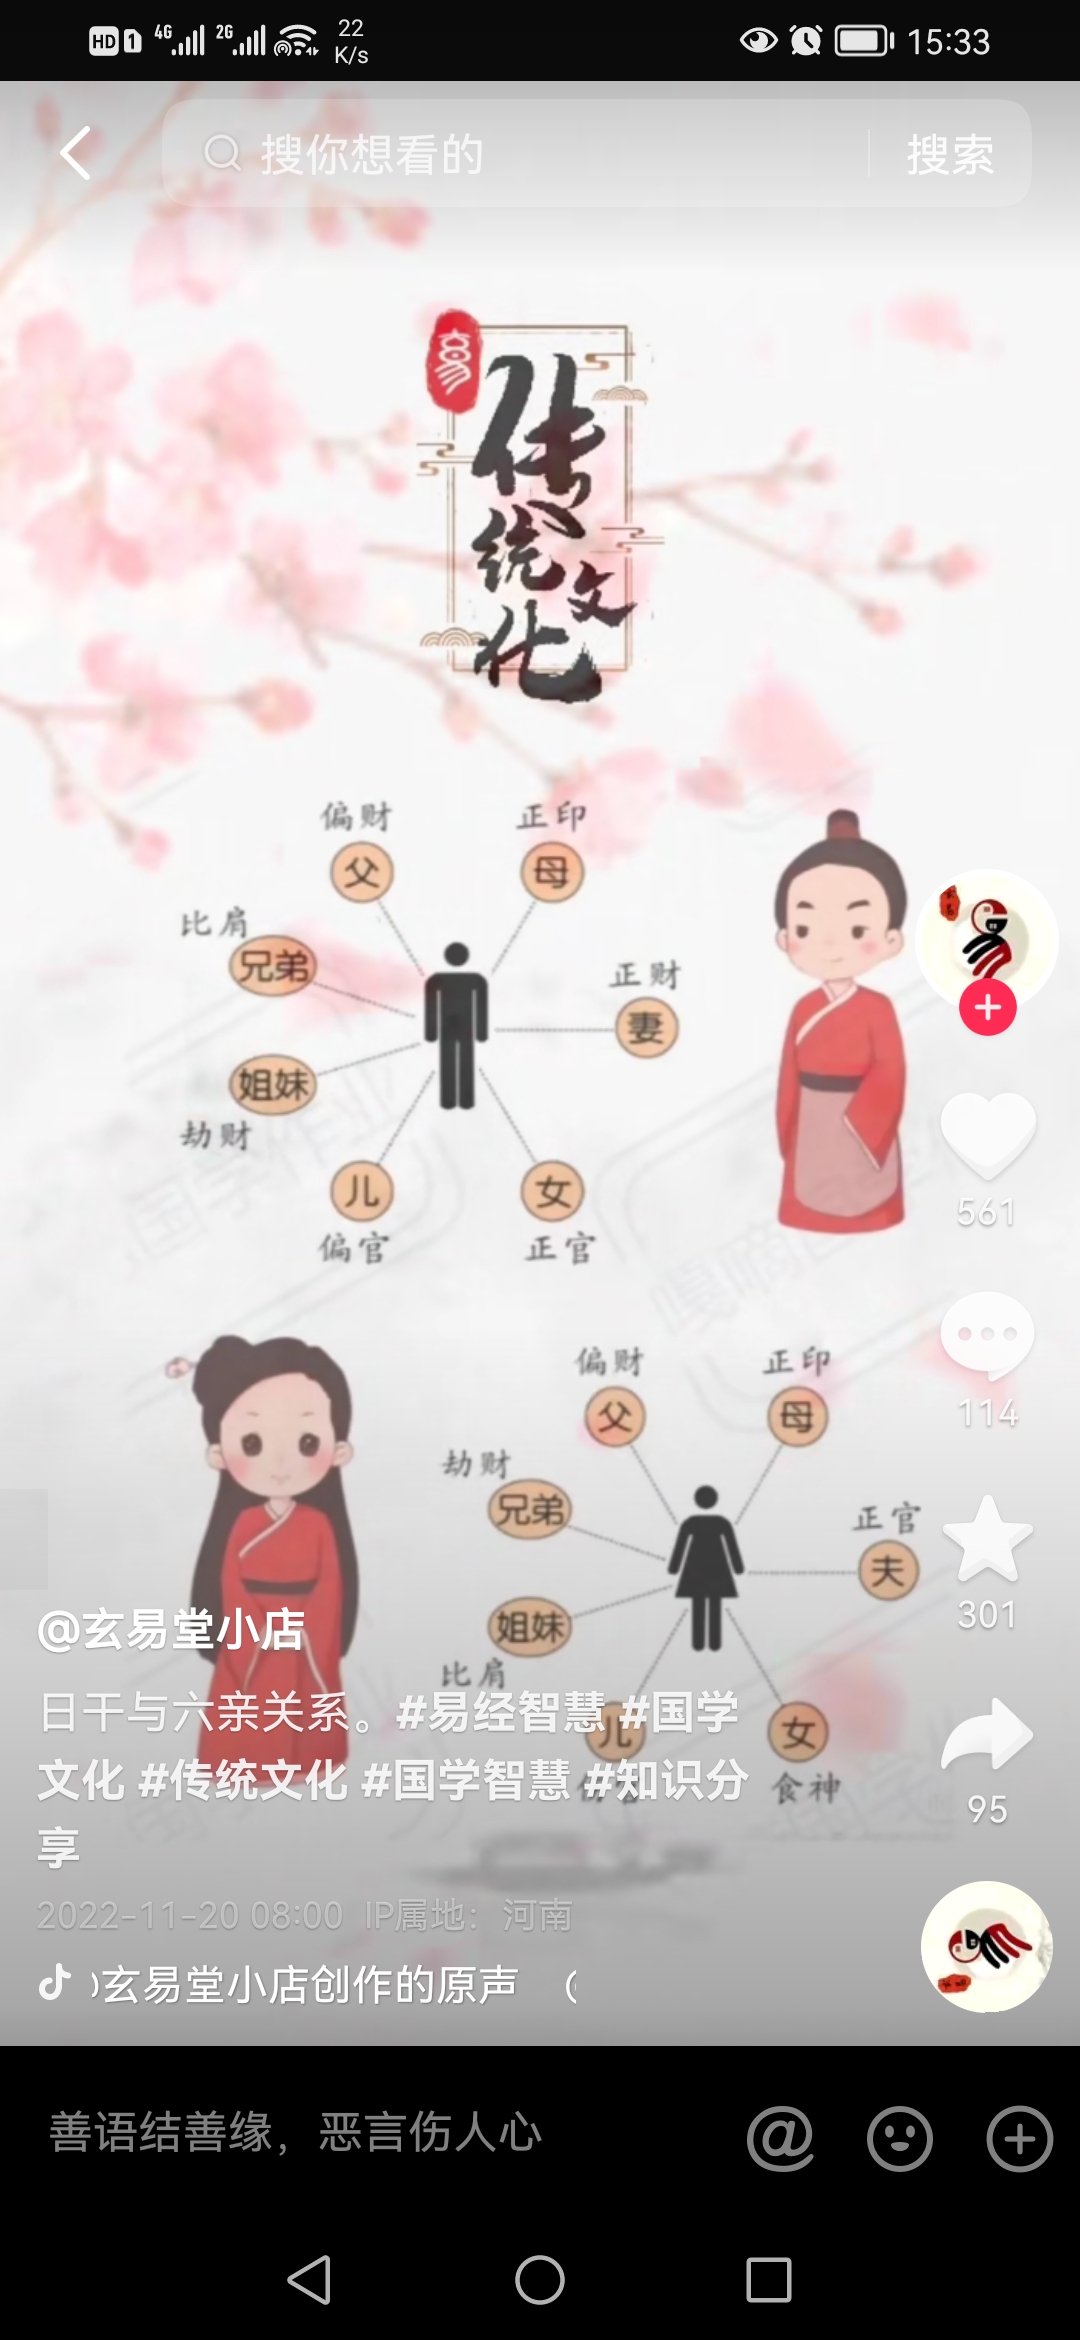 HD 1 4G 2G 22 K/s 15:33
搜你想看的 搜索
易
传统文化
偏财 正印
父 母
比肩
兄弟
正财
妻
姐妹
劫财
儿 女
偏官 正官
561
114
偏财 正印
父 母
劫财
兄弟
正官
夫
301
姐妹
比肩
儿 女
食神
95
@玄易堂小店
日干与六亲关系。#易经智慧 #国学
文化 #传统文化 #国学智慧 #知识分
享
2022-11-20 08:00 IP属地：河南
玄易堂小店创作的原声
善语结善缘，恶言伤人心